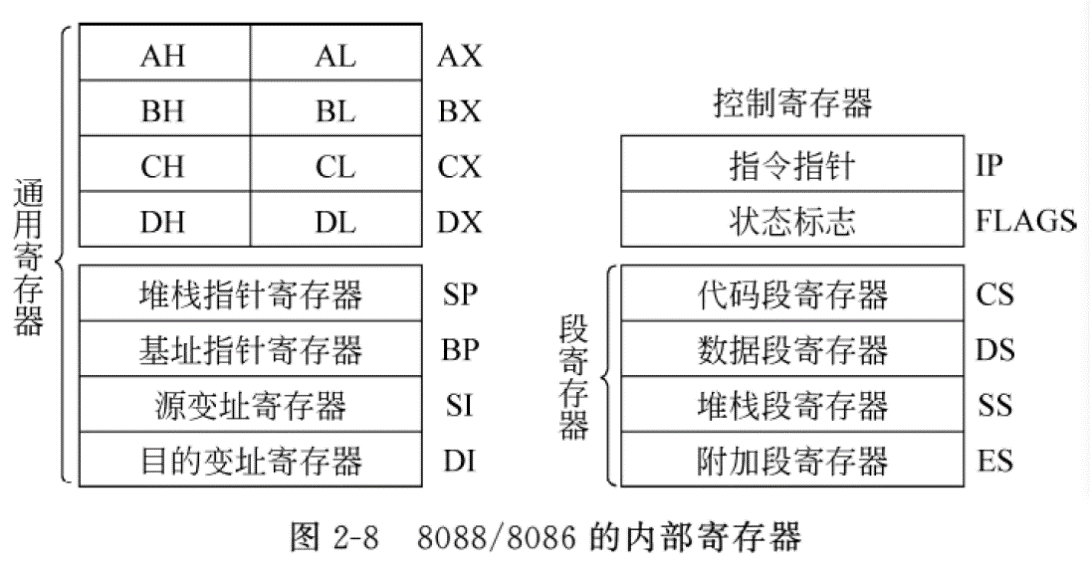 通用寄存器
AH AL AX
BH BL BX
CH CL CX
DH DL DX
堆栈指针寄存器 SP
基址指针寄存器 BP
源变址寄存器 SI
目的变址寄存器 DI
控制寄存器
指令指针 IP
状态标志 FLAGS
段寄存器
代码段寄存器 CS
数据段寄存器 DS
堆栈段寄存器 SS
附加段寄存器 ES
图 2-8 8088/8086 的内部寄存器